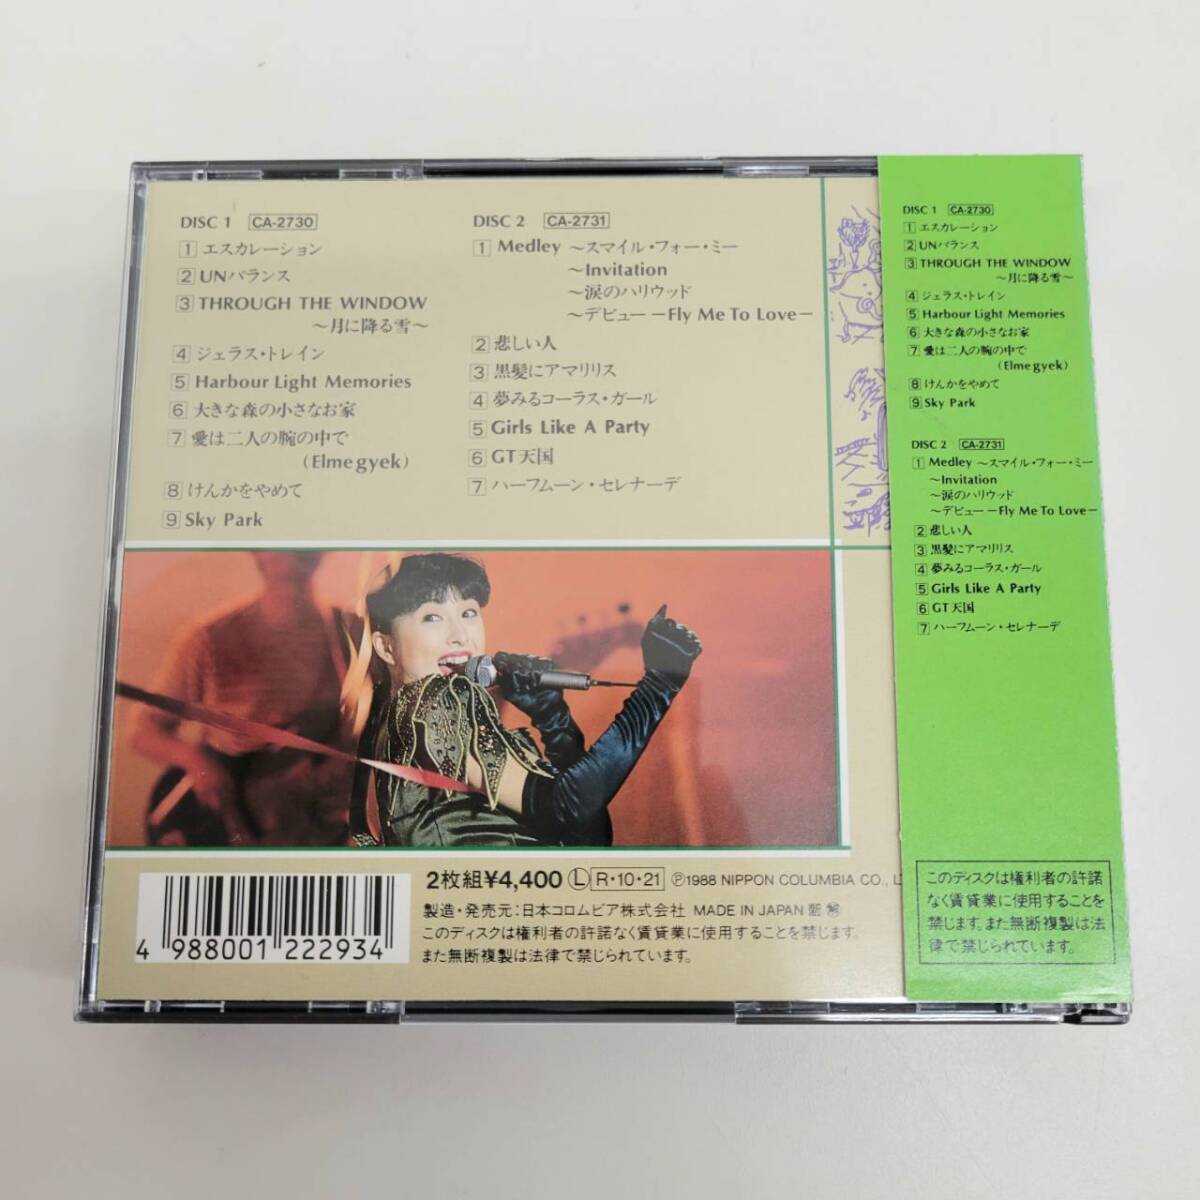 DISC 1 CA-2730
1 エスカレーション
2 UNバランス
3 THROUGH THE WINDOW
～月に降る雪～
4 ジェラス・トレイン
5 Harbour Light Memories
6 大きな森の小さなお家
7 愛は二人の腕の中で
(Elme gyek)
8 けんかをやめて
9 Sky Park
DISC 2 CA-2731
1 Medley ～スマイル・フォー・ミー
～Invitation
～涙のハリウッド
～デビュー －Fly Me To Love－
2 悲しい人
3 黒髪にアマリリス
4 夢みるコーラス・ガール
5 Girls Like A Party
6 GT天国
7 ハーフムーン・セレナーデ
2枚組¥4,400 Ⓛ R・10・21 ℗1988 NIPPON COLUMBIA CO., L
製造・発売元：日本コロムビア株式会社 MADE IN JAPAN
このディスクは権利者の許諾なく賃貸業に使用することを禁じます。
また無断複製は法律で禁じられています。
4 988001 222934
DISC 1 CA-2730
1 エスカレーション
2 UNバランス
3 THROUGH THE WINDOW
～月に降る雪～
4 ジェラス・トレイン
5 Harbour Light Memories
6 大きな森の小さなお家
7 愛は二人の腕の中で
(Elme gyek)
8 けんかをやめて
9 Sky Park
DISC 2 CA-2731
1 Medley ～スマイル・フォー・ミー
～Invitation
～涙のハリウッド
～デビュー －Fly Me To Love－
2 悲しい人
3 黒髪にアマリリス
4 夢みるコーラス・ガール
5 Girls Like A Party
6 GT天国
7 ハーフムーン・セレナーデ
このディスクは権利者の許諾
なく賃貸業に使用することを
禁じます。また無断複製は法
律で禁じられています。